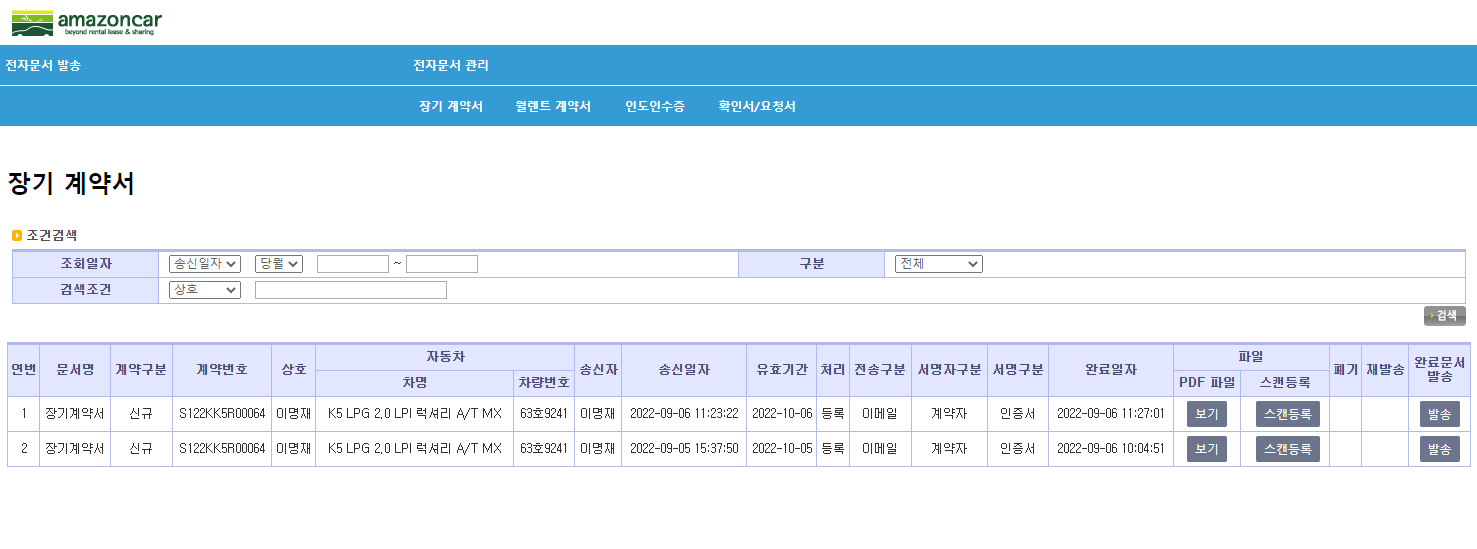 amazoncar
beyond rental lease & sharing
전자문서 발송 전자문서 관리
장기 계약서 월렌트 계약서 인도인수증 확인서/요청서
장기 계약서
조건검색
조회일자 송신일자 당월 ~ 구분 전체
검색조건 상호
검색
연번 문서명 계약구분 계약번호 상호 자동차 송신자 송신일자 유효기간 처리 전송구분 서명자구분 서명구분 완료일자 파일 폐기 재발송 완료문서 발송
차명 차량번호 PDF 파일 스캔등록
1 장기계약서 신규 S122KK5R00064 이명재 K5 LPG 2.0 LPI 럭셔리 A/T MX 63호9241 이명재 2022-09-06 11:23:22 2022-10-06 등록 이메일 계약자 인증서 2022-09-06 11:27:01 보기 스캔등록 발송
2 장기계약서 신규 S122KK5R00064 이명재 K5 LPG 2.0 LPI 럭셔리 A/T MX 63호9241 이명재 2022-09-05 15:37:50 2022-10-05 등록 이메일 계약자 인증서 2022-09-06 10:04:51 보기 스캔등록 발송